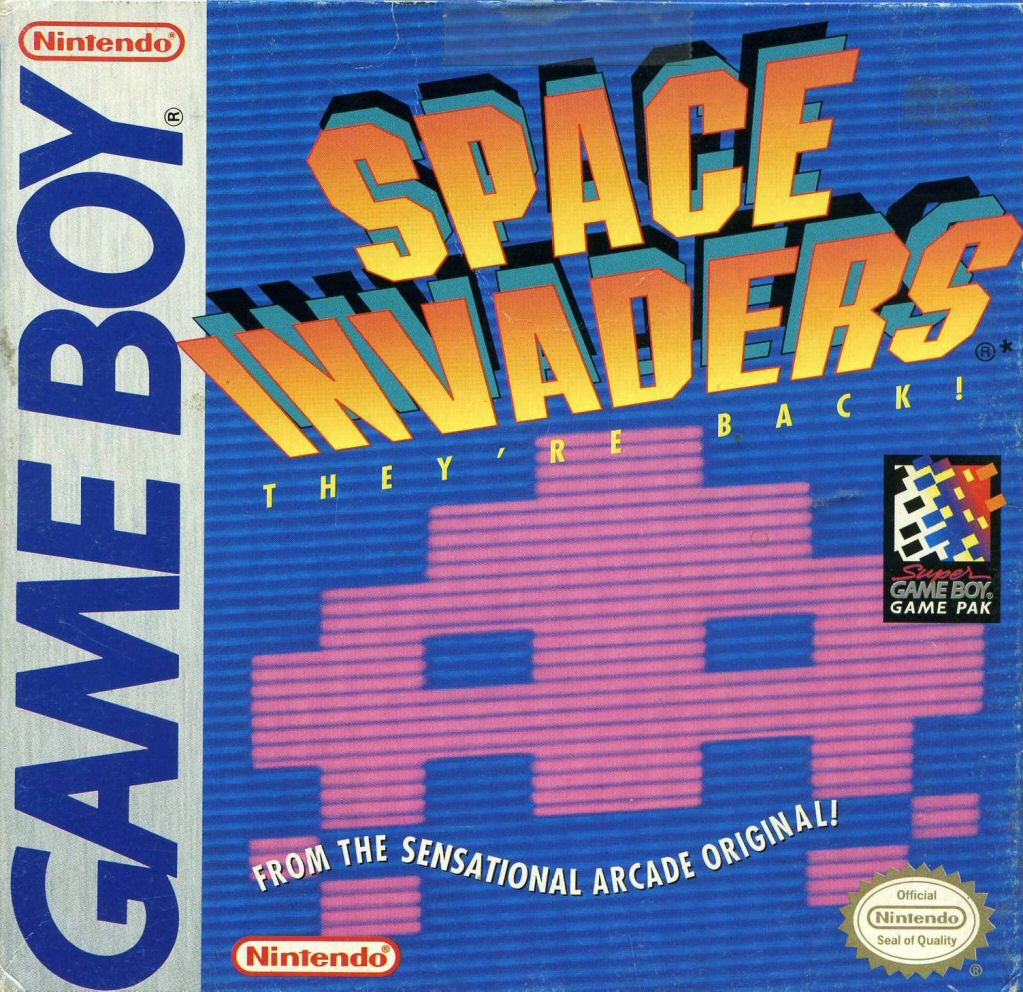 Nintendo®
GAME BOY®
SPACE
INVADERS®*
THEY'RE BACK!
Super
GAME BOY®
GAME PAK
FROM THE SENSATIONAL ARCADE ORIGINAL!
Nintendo®
Official
Nintendo
Seal of Quality
®